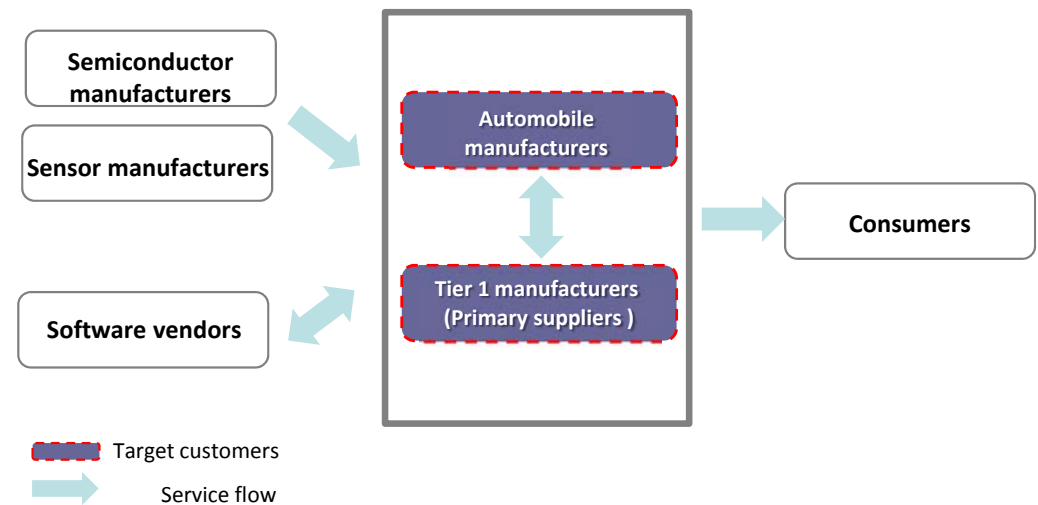 Semiconductor
manufacturers
Sensor manufacturers
Software vendors
Automobile
manufacturers
Tier 1 manufacturers
(Primary suppliers )
Consumers
Target customers
Service flow